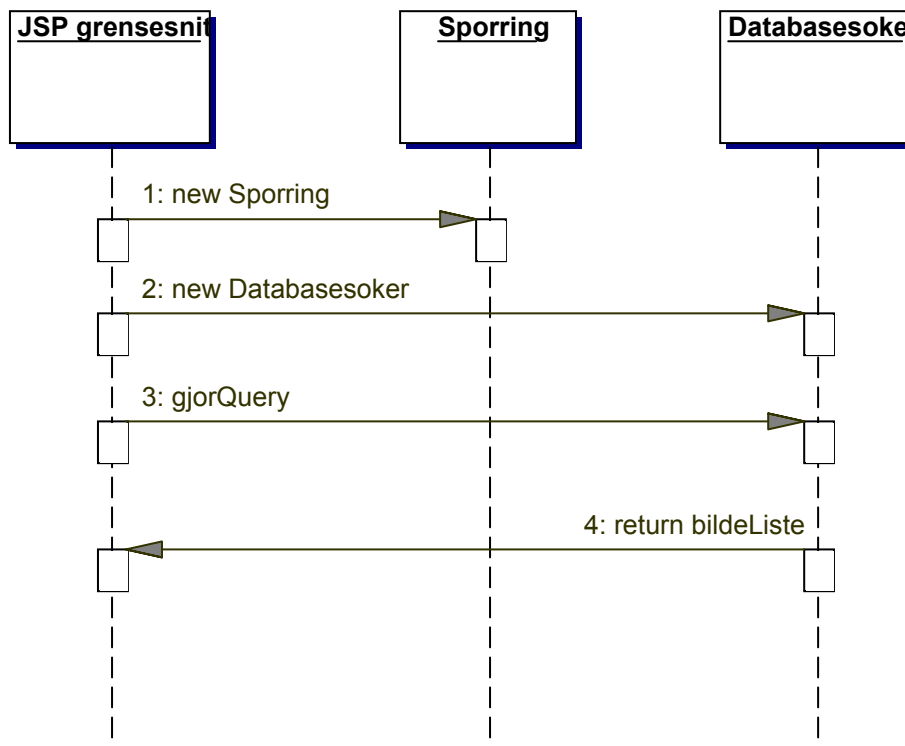 JSP grensesnit
Sporring
Databasesoke
1: new Sporring
2: new Databasesoker
3: gjorQuery
4: return bildeListe